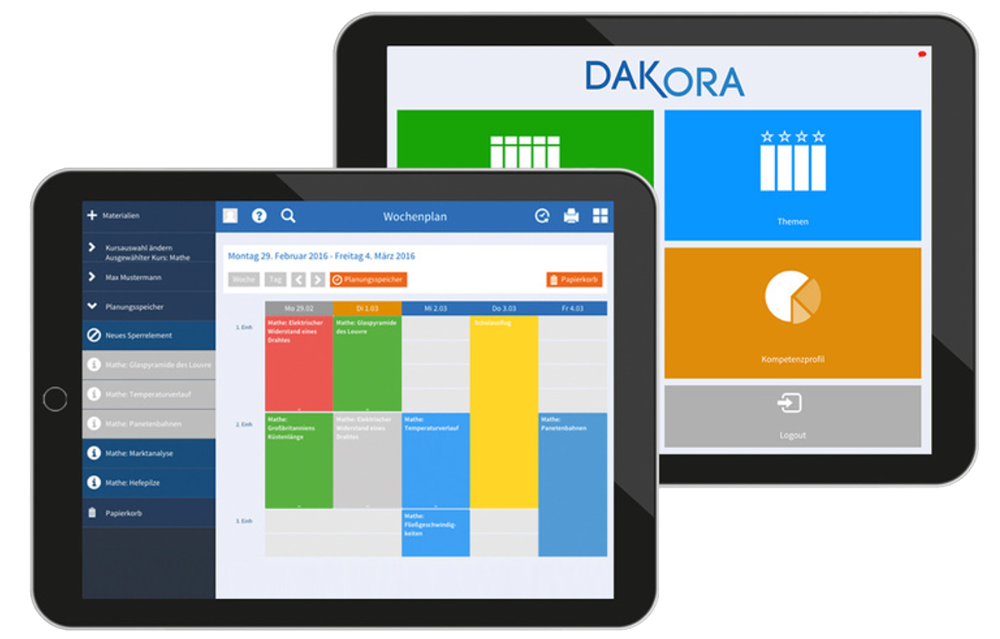 DAKORA
Themen
Kompetenzprofil
Logout
Materialien
Kursauswahl ändern
Ausgewählter Kurs: Mathe
Max Mustermann
Planungsspeicher
Neues Sperrelement
Mathe: Glaspyramide des Louvre
Mathe: Temperaturverlauf
Mathe: Panetenbahnen
Mathe: Marktanalyse
Mathe: Hefepilze
Papierkorb
Wochenplan
Montag 29. Februar 2016 - Freitag 4. März 2016
Woche Tag Planungsspeicher Papierkorb
Mo 29.02 Di 1.03 Mi 2.03 Do 3.03 Fr 4.03
1. Einh
Mathe: Elektrischer
Widerstand eines
Drahtes
Mathe: Glaspyramide
des Louvre
Schulausflug
2. Einh
Mathe:
Großbritanniens
Küstenlänge
Mathe: Elektrischer
Widerstand eines
Drahtes
Mathe:
Temperaturverlauf
Mathe:
Panetenbahnen
3. Einh
Mathe:
Fließgeschwindig-
keiten